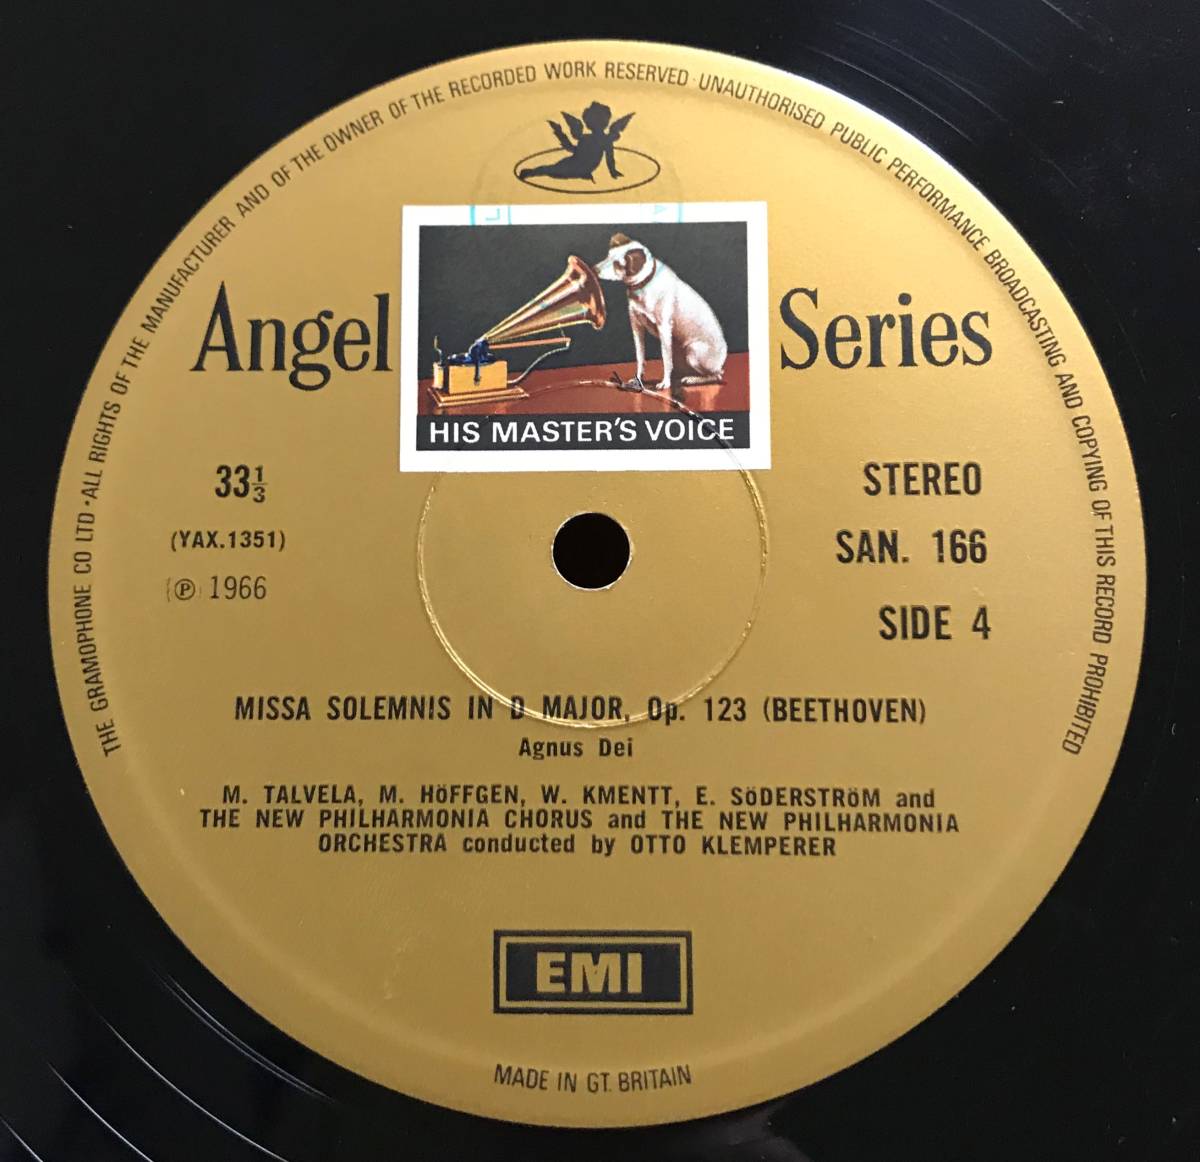 THE GRAMOPHONE CO LTD · ALL RIGHTS OF THE MANUFACTURER AND OF THE OWNER OF THE RECORDED WORK RESERVED · UNAUTHORISED PUBLIC PERFORMANCE BROADCASTING AND COPYING OF THIS RECORD PROHIBITED
Angel Series
HIS MASTER'S VOICE
33⅓
STEREO
(YAX.1351)
SAN. 166
℗ 1966
SIDE 4
MISSA SOLEMNIS IN D MAJOR, Op. 123 (BEETHOVEN)
Agnus Dei
M. TALVELA, M. HÖFFGEN, W. KMENTT, E. SÖDERSTRÖM and
THE NEW PHILHARMONIA CHORUS and THE NEW PHILHARMONIA
ORCHESTRA conducted by OTTO KLEMPERER
EMI
MADE IN GT. BRITAIN